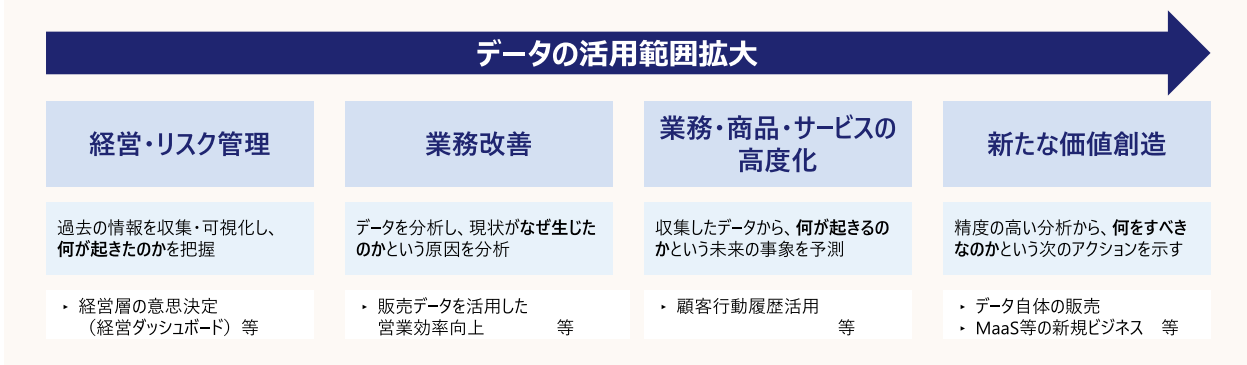 データの活用範囲拡大
経営・リスク管理
過去の情報を収集・可視化し、
何が起きたのかを把握
‣ 経営層の意思決定
（経営ダッシュボード）等
業務改善
データを分析し、現状がなぜ生じた
のかという原因を分析
‣ 販売データを活用した
営業効率向上 等
業務・商品・サービスの
高度化
収集したデータから、何が起きるの
かという未来の事象を予測
‣ 顧客行動履歴活用
等
新たな価値創造
精度の高い分析から、何をすべき
なのかという次のアクションを示す
‣ データ自体の販売
‣ MaaS等の新規ビジネス 等